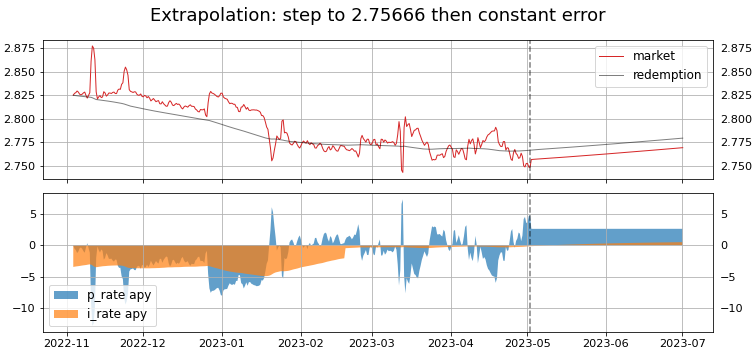 Extrapolation: step to 2.75666 then constant error
2.875 2.875
2.850 2.850
2.825 2.825
2.800 2.800
2.775 2.775
2.750 2.750
market
redemption
5 5
0 0
−5 −5
−10 −10
p_rate apy
i_rate apy
2022-11 2022-12 2023-01 2023-02 2023-03 2023-04 2023-05 2023-06 2023-07